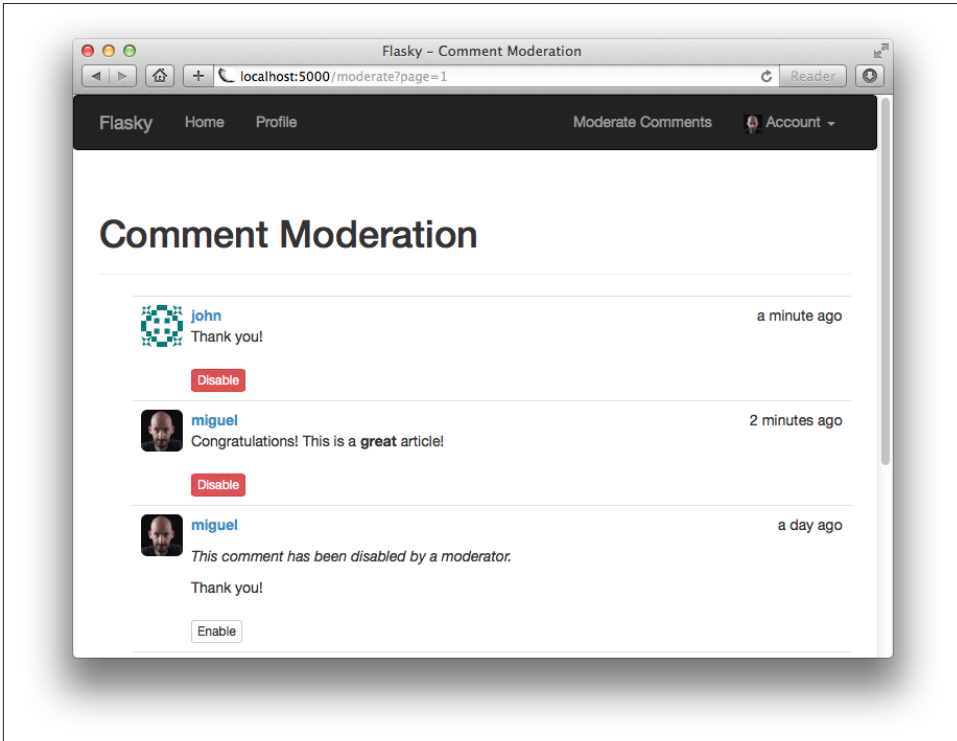 Flasky – Comment Moderation
localhost:5000/moderate?page=1
Reader
Flasky Home Profile Moderate Comments Account
Comment Moderation
john a minute ago
Thank you!
Disable
miguel 2 minutes ago
Congratulations! This is a great article!
Disable
miguel a day ago
This comment has been disabled by a moderator.
Thank you!
Enable